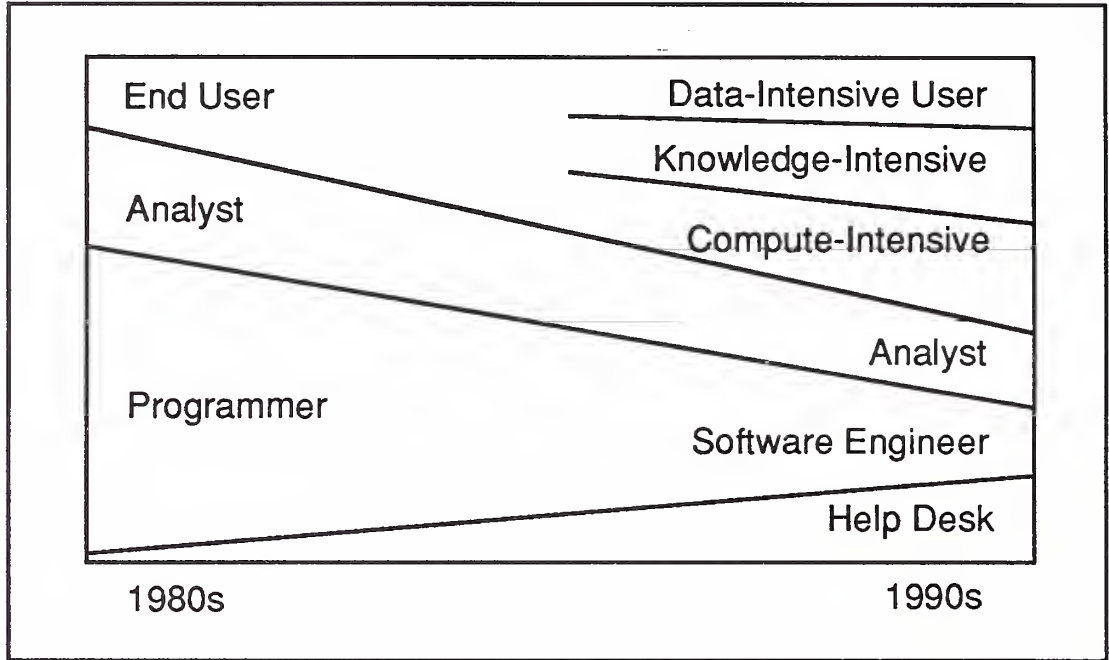 End User
Data-Intensive User
Knowledge-Intensive
Analyst
Compute-Intensive
Analyst
Programmer
Software Engineer
Help Desk
1980s
1990s